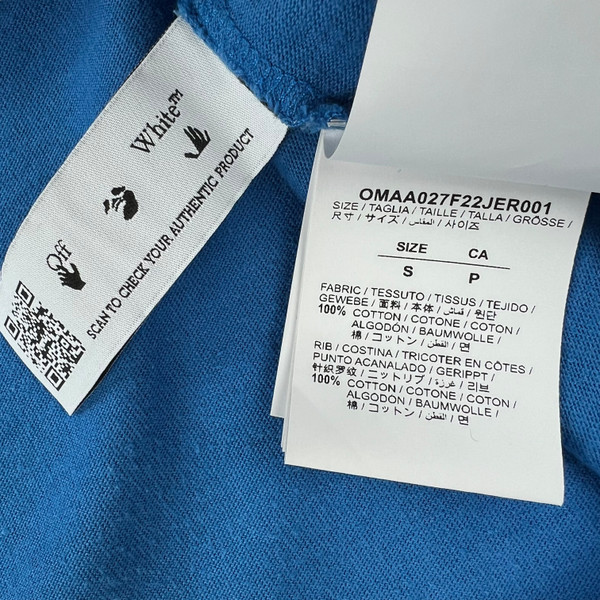 Off
White™
SCAN TO CHECK YOUR AUTHENTIC PRODUCT
OMAA027F22JER001
SIZE / TAGLIA / TAILLE / TALLA / GRÖSSE /
尺寸 / サイズ / المقاس / 사이즈
SIZE CA
S P
FABRIC / TESSUTO / TISSUS / TEJIDO /
GEWEBE / 面料 / 本体 / قماش / 원단
100% COTTON / COTONE / COTON /
ALGODÓN / BAUMWOLLE /
棉 / コットン / القطن / 면
RIB / COSTINA / TRICOTER EN CÔTES /
PUNTO ACANALADO / GERIPPT /
针织罗纹 / ニットリブ / غرزة / 리브
100% COTTON / COTONE / COTON /
ALGODÓN / BAUMWOLLE /
棉 / コットン / القطن / 면